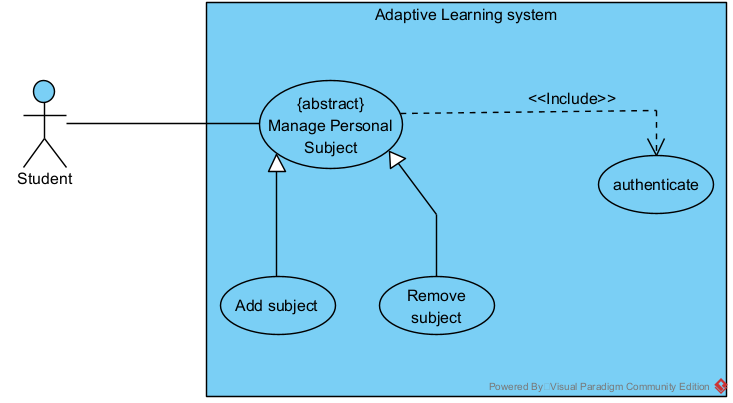 Adaptive Learning system
{abstract}
Manage Personal
Subject
<<Include>>
authenticate
Student
Add subject
Remove
subject
Powered By Visual Paradigm Community Edition